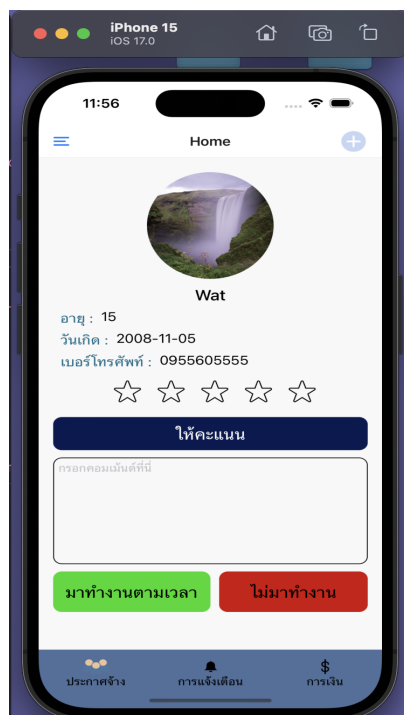 iPhone 15
iOS 17.0
11:56
Home
Wat
อายุ : 15
วันเกิด : 2008-11-05
เบอร์โทรศัพท์ : 0955605555
ให้คะแนน
กรอกคอมเม้นต์ที่นี่
มาทำงานตามเวลา ไม่มาทำงาน
$
ประกาศจ้าง การแจ้งเตือน การเงิน